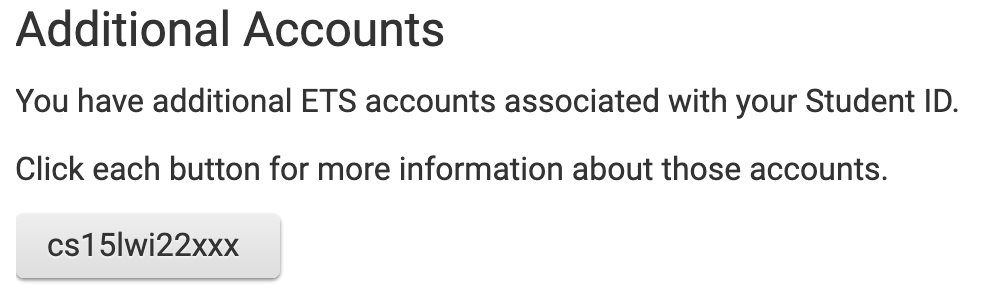 Additional Accounts
You have additional ETS accounts associated with your Student ID.
Click each button for more information about those accounts.
cs15lwi22xxx